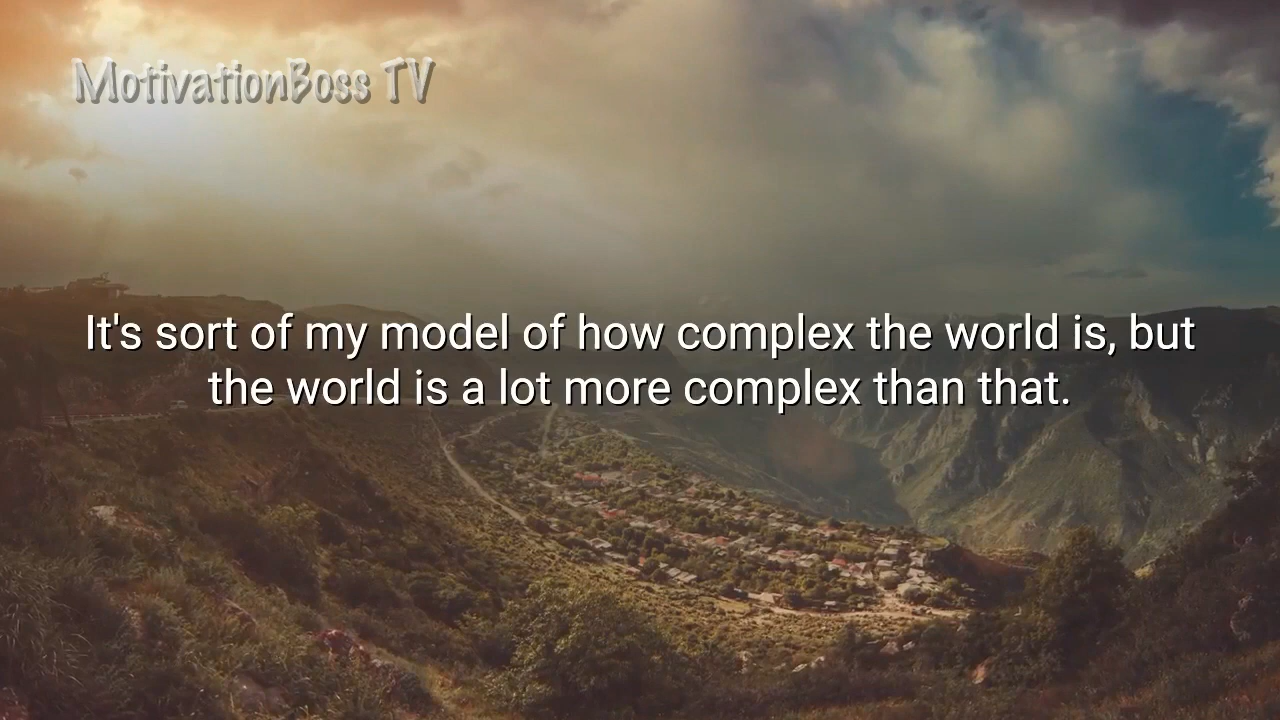 MotivationBoss TV
It's sort of my model of how complex the world is, but
the world is a lot more complex than that.